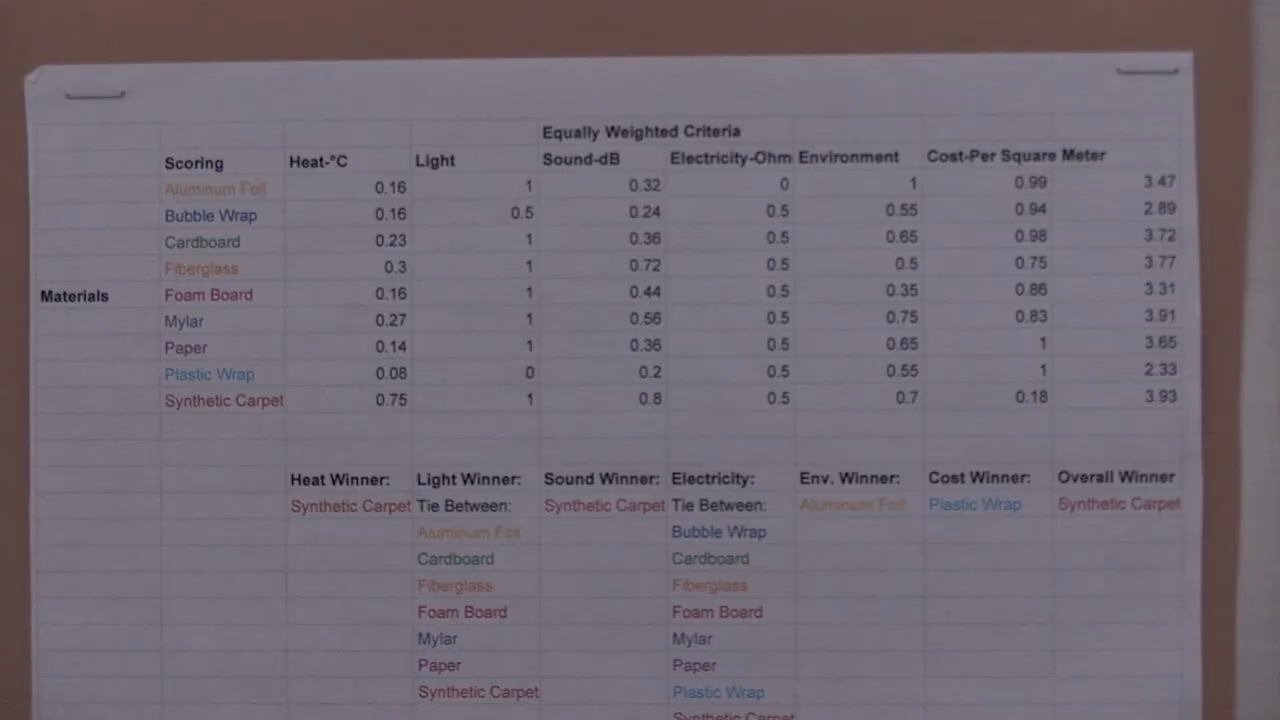 Equally Weighted Criteria
Scoring Heat-°C Light Sound-dB Electricity-Ohm Environment Cost-Per Square Meter
Aluminum Foil 0.16 1 0.32 0 1 0.99 3.47
Bubble Wrap 0.16 0.5 0.24 0.5 0.55 0.94 2.89
Cardboard 0.23 1 0.36 0.5 0.65 0.98 3.72
Fiberglass 0.3 1 0.72 0.5 0.5 0.75 3.77
Materials Foam Board 0.16 1 0.44 0.5 0.35 0.86 3.31
Mylar 0.27 1 0.56 0.5 0.75 0.83 3.91
Paper 0.14 1 0.36 0.5 0.65 1 3.65
Plastic Wrap 0.08 0 0.2 0.5 0.55 1 2.33
Synthetic Carpet 0.75 1 0.8 0.5 0.7 0.18 3.93
Heat Winner: Light Winner: Sound Winner: Electricity: Env. Winner: Cost Winner: Overall Winner
Synthetic Carpet Tie Between: Synthetic Carpet Tie Between: Aluminum Foil Plastic Wrap Synthetic Carpet
Aluminum Foil Bubble Wrap
Cardboard Cardboard
Fiberglass Fiberglass
Foam Board Foam Board
Mylar Mylar
Paper Paper
Synthetic Carpet Plastic Wrap
Synthetic Carpet